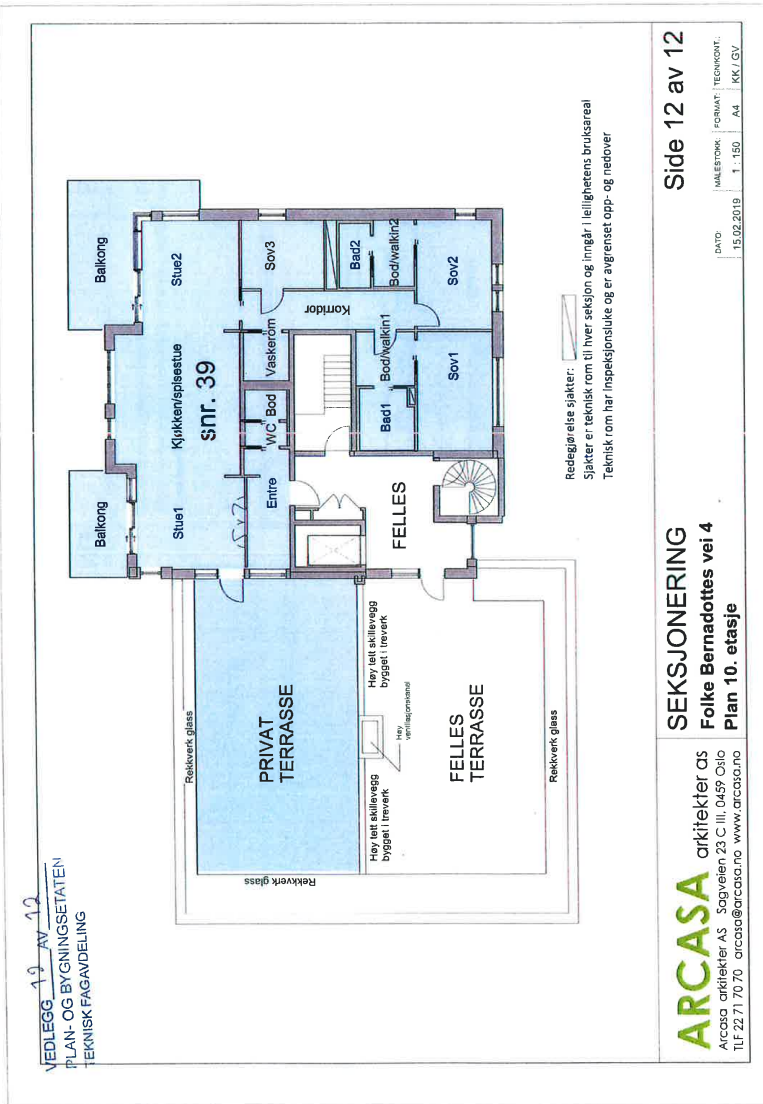 VEDLEGG 12 AV 12
PLAN- OG BYGNINGSETATEN
TEKNISK FAGAVDELING
Balkong
Balkong
Stue1
Kjøkken/spisestue
snr. 39
Stue2
Entre
WC
Bod
Vaskerom
Sov3
Korridor
Bad2
Bod/walkin2
Bad1
Bod/walkin1
Sov1
Sov2
FELLES
Rekkverk glass
PRIVAT
TERRASSE
Rekkverk glass
Høy tett skillevegg
bygget i treverk
Høy tett skillevegg
bygget i treverk
Høy
ventilasjonskanal
FELLES
TERRASSE
Rekkverk glass
Redegjørelse sjakter:
Sjakter er teknisk rom til hver seksjon og inngår i leilighetens bruksareal
Teknisk rom har inspeksjonsluke og er avgrenset opp- og nedover
ARCASA arkitekter as
Arcasa arkitekter AS Sagveien 23 C III, 0459 Oslo
TLF 22 71 70 70 arcasa@arcasa.no www.arcasa.no
SEKSJONERING
Folke Bernadottes vei 4
Plan 10. etasje
Side 12 av 12
DATO: MÅLESTOKK: FORMAT: TEGN/KONT.:
15.02.2019 1 : 150 A4 KK / GV